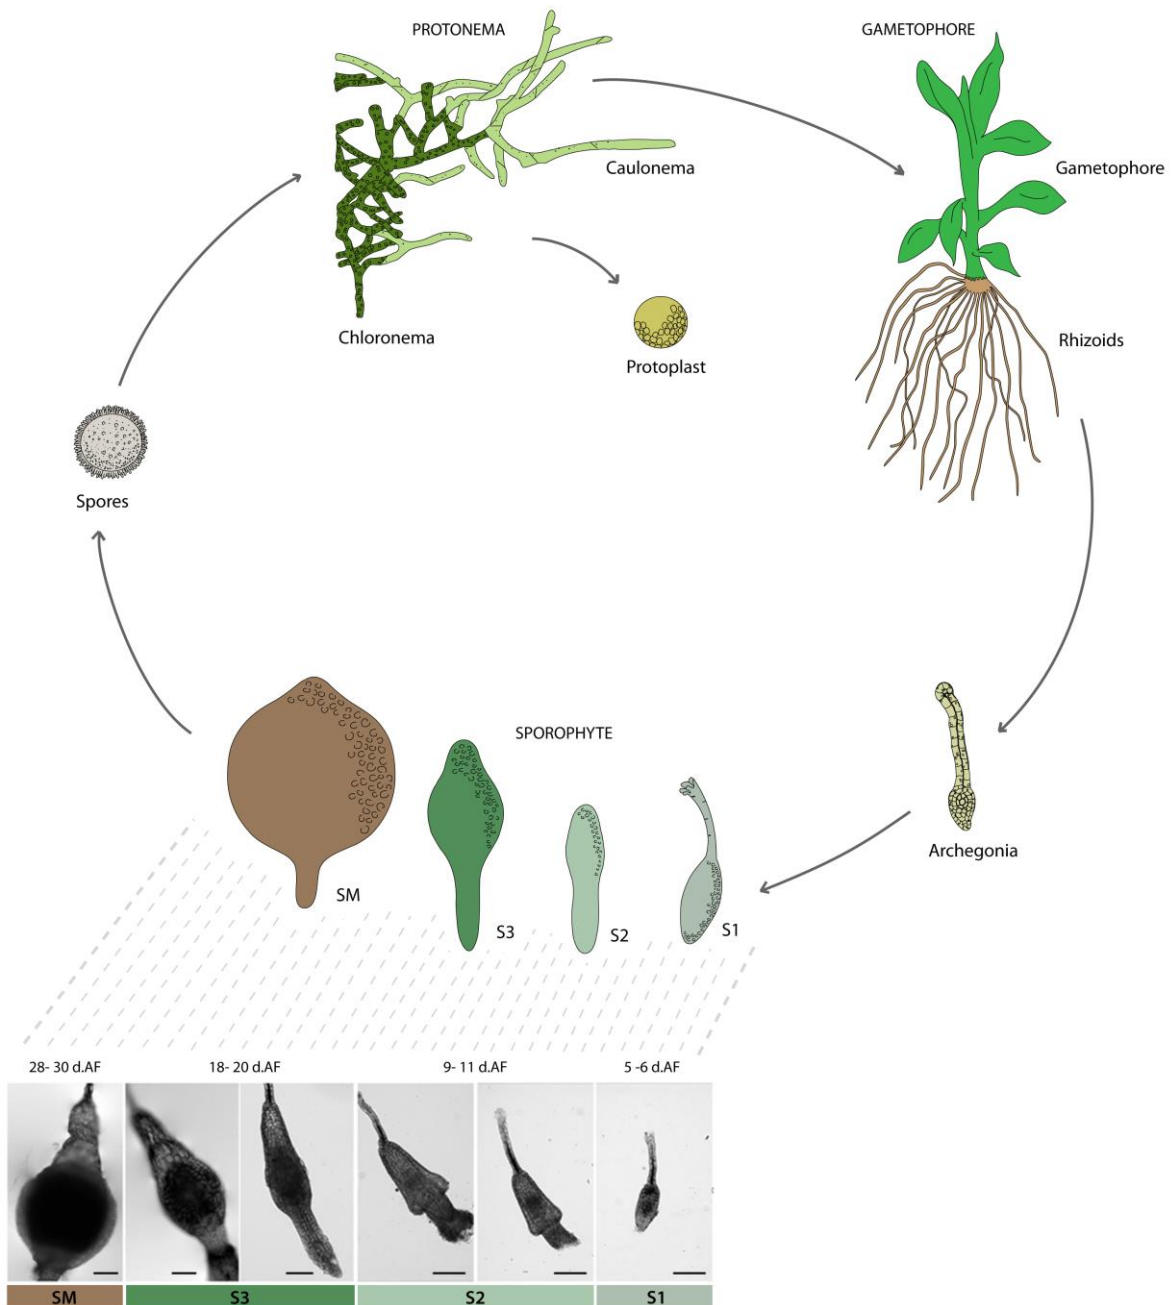 PROTONEMA
GAMETOPHORE
Caulonema
Gametophore
Chloronema
Protoplast
Rhizoids
Spores
SPOROPHYTE
Archegonia
SM
S3
S2
S1
28- 30 d.AF
18- 20 d.AF
9- 11 d.AF
5 -6 d.AF
SM
S3
S2
S1